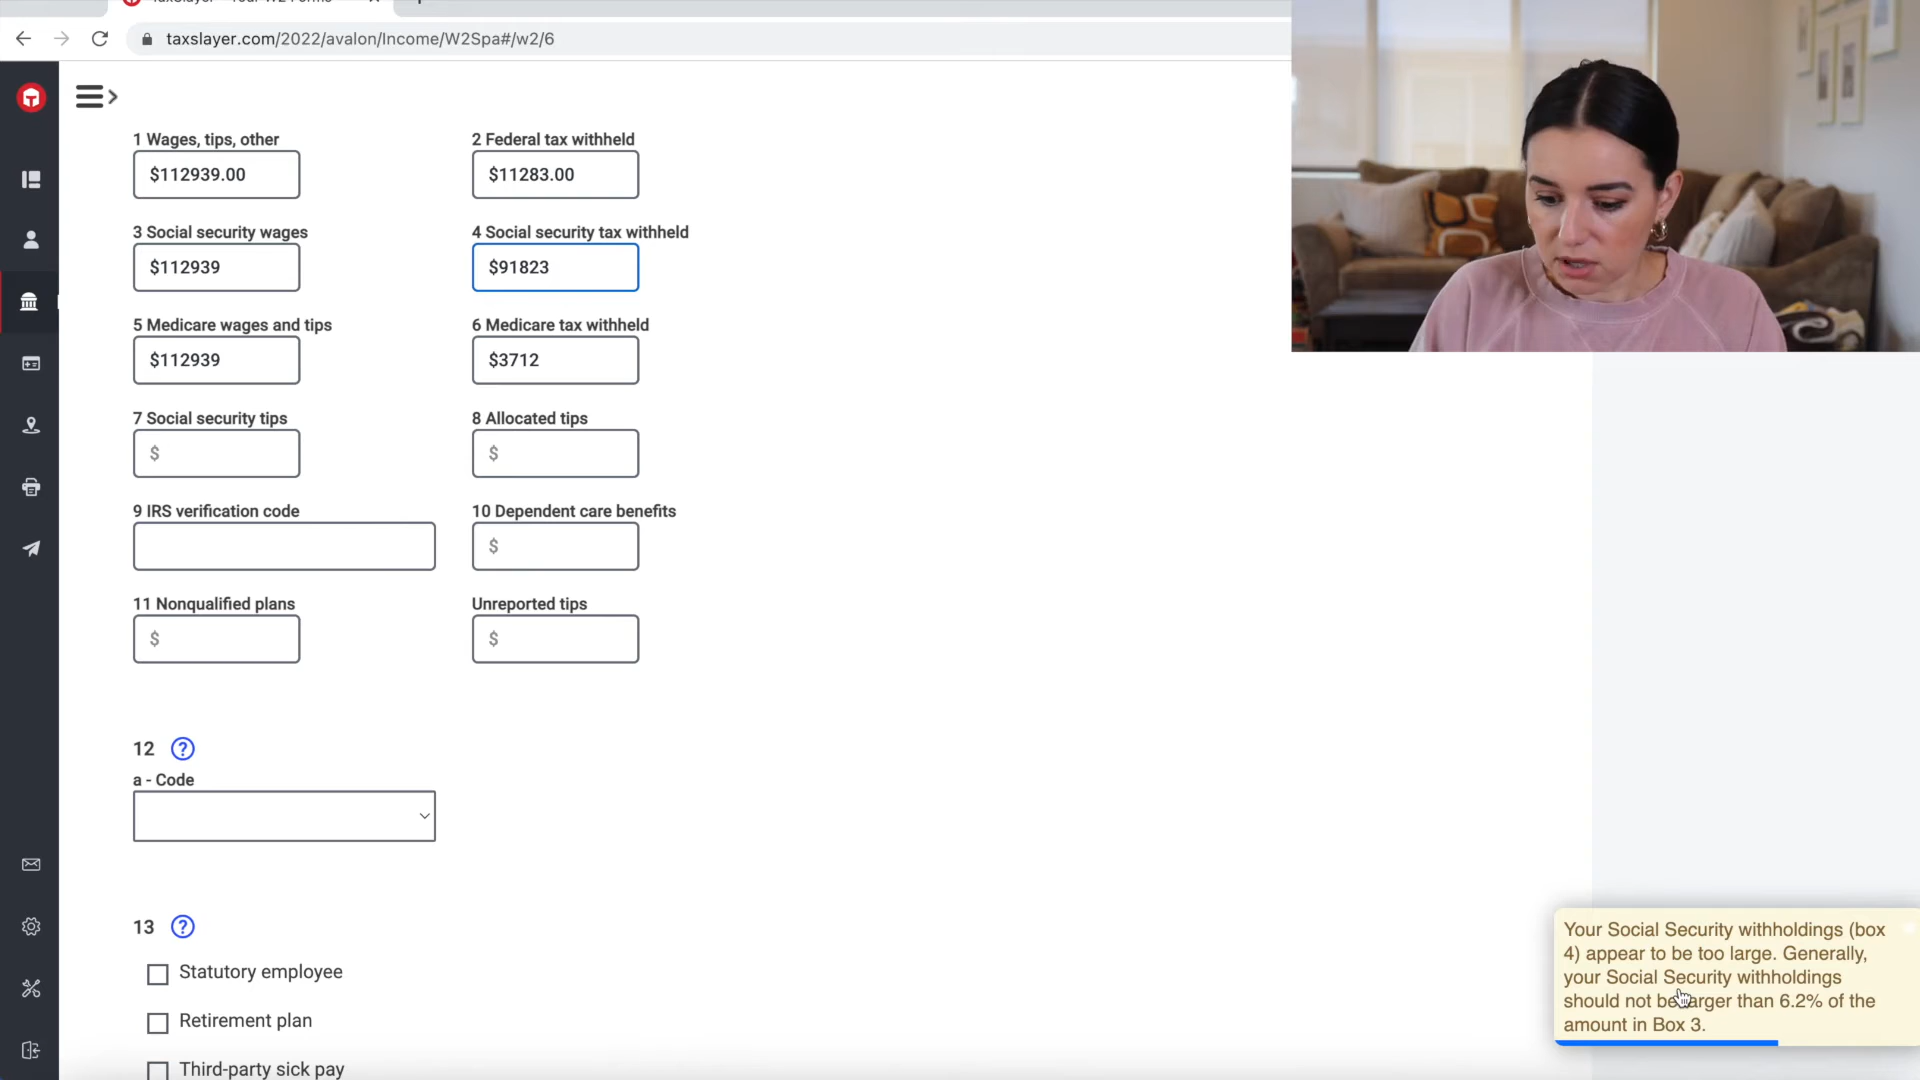 taxslayer.com/2022/avalon/Income/W2Spa#/w2/6
1 Wages, tips, other
$112939.00
2 Federal tax withheld
$11283.00
3 Social security wages
$112939
4 Social security tax withheld
$91823
5 Medicare wages and tips
$112939
6 Medicare tax withheld
$3712
7 Social security tips
$
8 Allocated tips
$
9 IRS verification code
10 Dependent care benefits
$
11 Nonqualified plans
$
Unreported tips
$
12
?
a - Code
13
?
Statutory employee
Retirement plan
Third-party sick pay
Your Social Security withholdings (box
4) appear to be too large. Generally,
your Social Security withholdings
should not be larger than 6.2% of the
amount in Box 3.